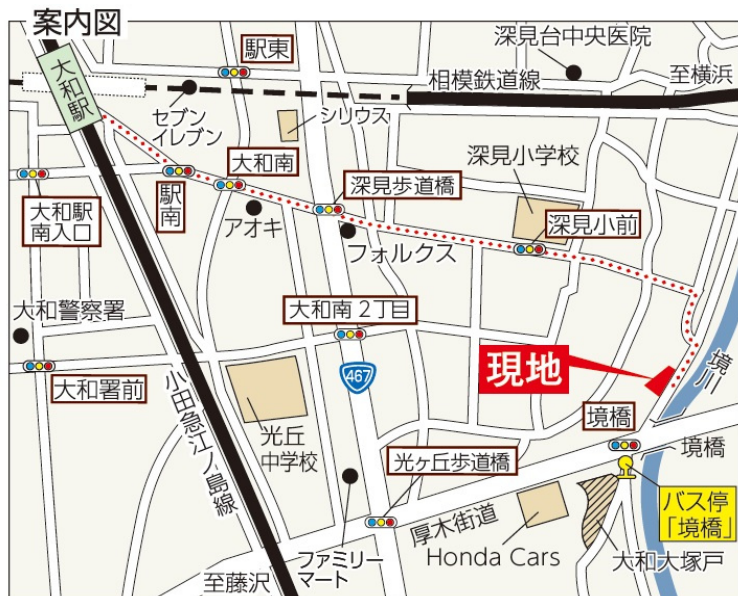 案内図
大和駅
駅東
深見台中央医院
相模鉄道線
至横浜
セブン
イレブン
シリウス
大和南
深見小学校
深見歩道橋
駅南
大和駅
南入口
アオキ
深見小前
フォルクス
大和警察署
大和南2丁目
467
現地
境川
大和署前
小田急江ノ島線
光丘
中学校
境橋
境橋
光ヶ丘歩道橋
バス停
「境橋」
厚木街道
Honda Cars
大和大塚戸
ファミリー
マート
至藤沢